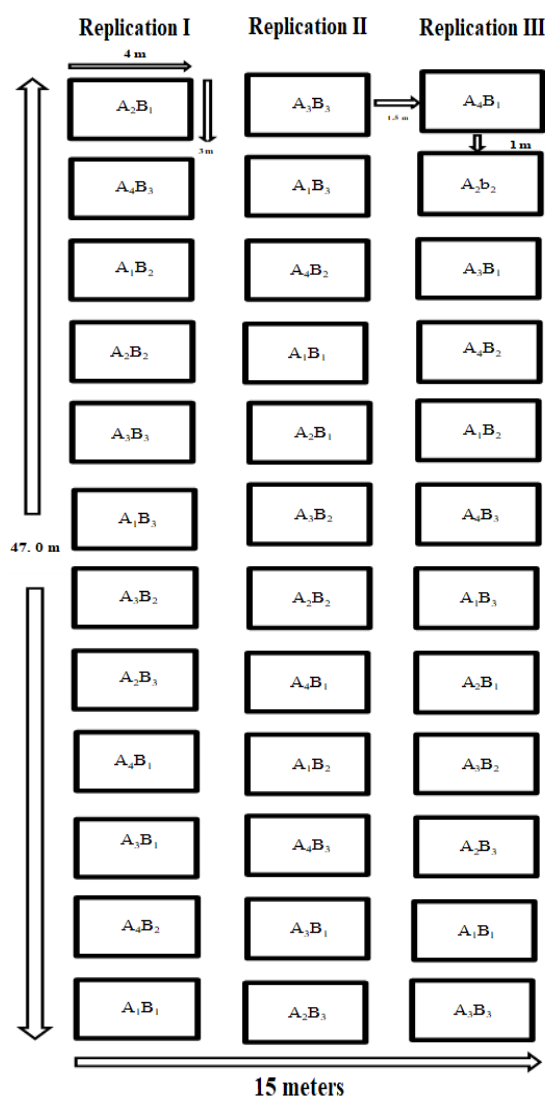 Replication I Replication II Replication III
4 m
A₂B₁ A₃B₃ A₄B₁
1.5 m
3 m
1 m
A₄B₃ A₁B₃ A₂b₂
A₁B₂ A₄B₂ A₃B₁
A₂B₂ A₁B₁ A₄B₂
A₃B₃ A₂B₁ A₁B₂
A₁B₃ A₃B₂ A₄B₃
47. 0 m
A₃B₂ A₂B₂ A₁B₃
A₂B₃ A₄B₁ A₂B₁
A₄B₁ A₁B₂ A₃B₂
A₃B₁ A₄B₃ A₂B₃
A₄B₂ A₃B₁ A₁B₁
A₁B₁ A₂B₃ A₃B₃
15 meters